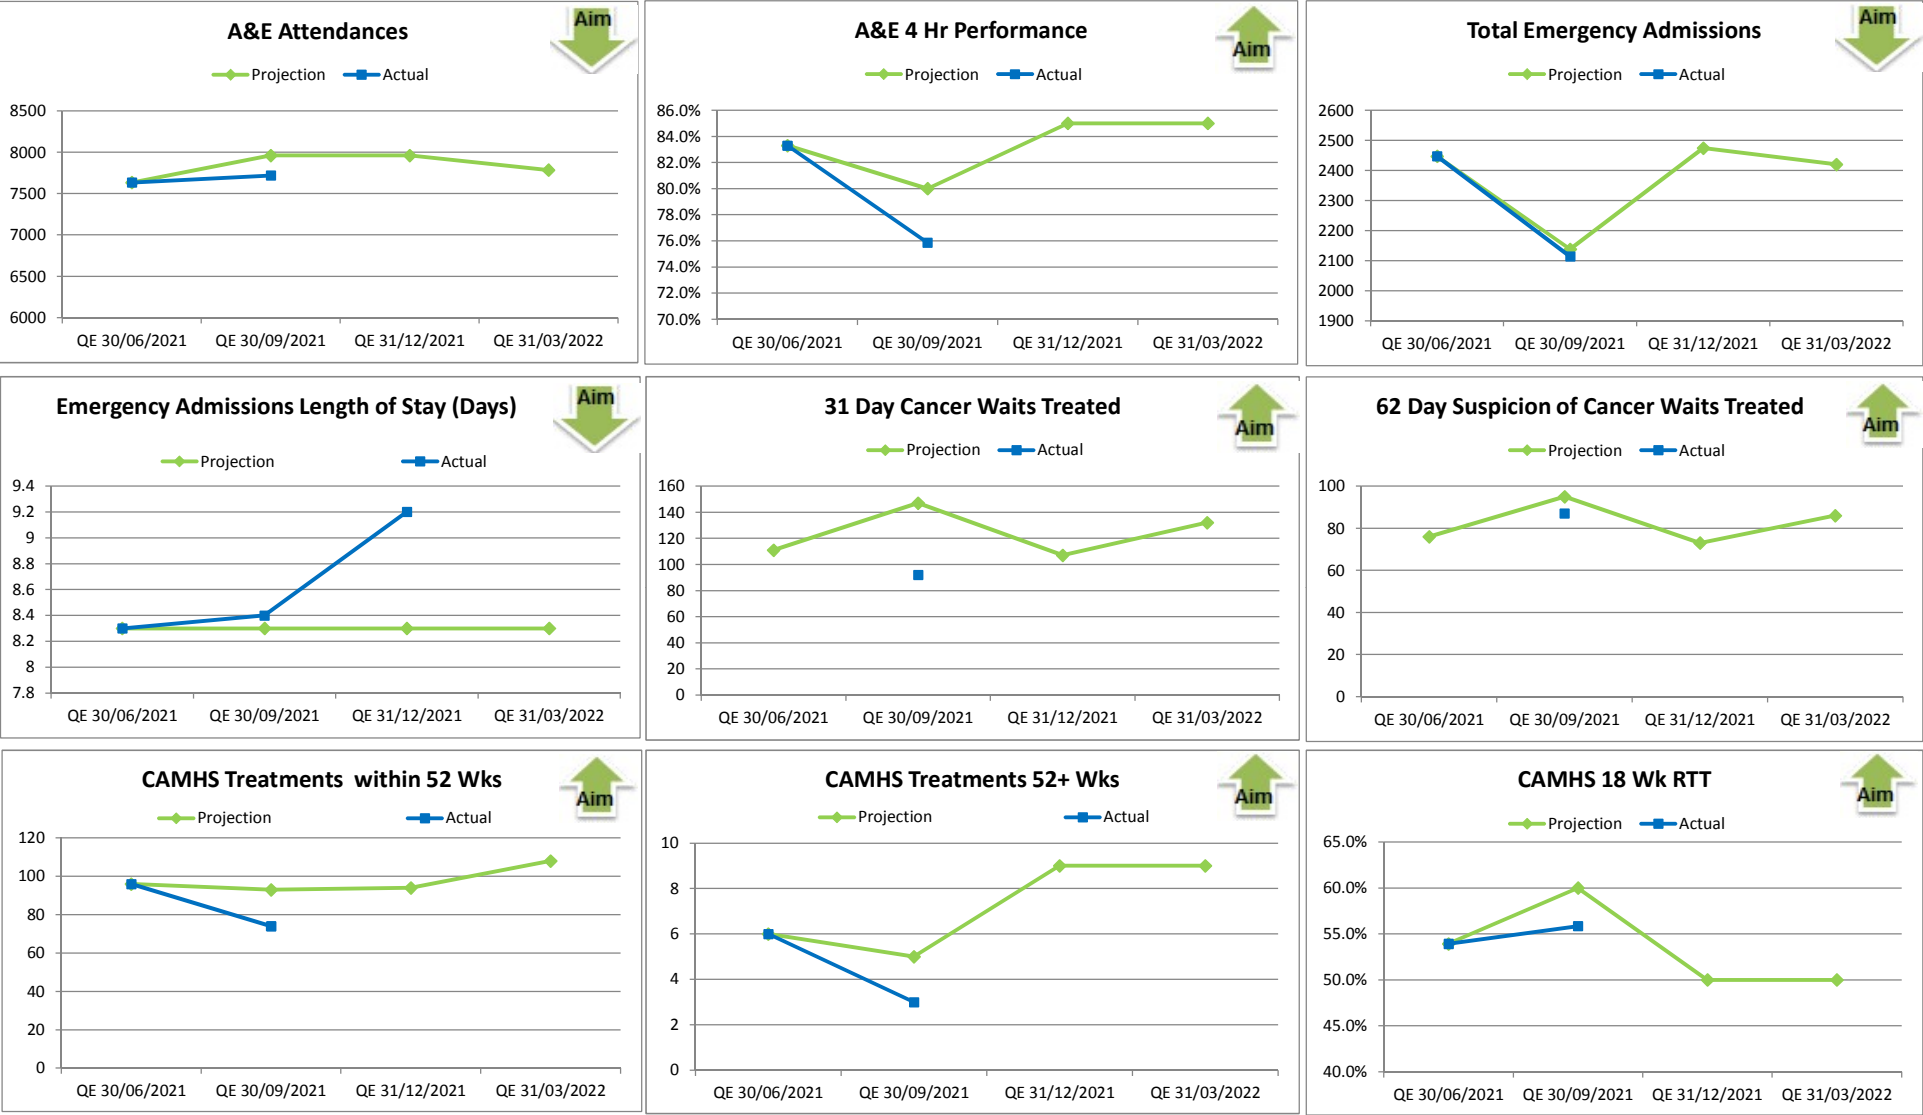 A&E Attendances
Aim
Projection Actual
8500
8000
7500
7000
6500
6000
QE 30/06/2021 QE 30/09/2021 QE 31/12/2021 QE 31/03/2022
A&E 4 Hr Performance
Aim
Projection Actual
86.0%
84.0%
82.0%
80.0%
78.0%
76.0%
74.0%
72.0%
70.0%
QE 30/06/2021 QE 30/09/2021 QE 31/12/2021 QE 31/03/2022
Total Emergency Admissions
Aim
Projection Actual
2600
2500
2400
2300
2200
2100
2000
1900
QE 30/06/2021 QE 30/09/2021 QE 31/12/2021 QE 31/03/2022
Emergency Admissions Length of Stay (Days)
Aim
Projection Actual
9.4
9.2
9
8.8
8.6
8.4
8.2
8
7.8
QE 30/06/2021 QE 30/09/2021 QE 31/12/2021 QE 31/03/2022
31 Day Cancer Waits Treated
Aim
Projection Actual
160
140
120
100
80
60
40
20
0
QE 30/06/2021 QE 30/09/2021 QE 31/12/2021 QE 31/03/2022
62 Day Suspicion of Cancer Waits Treated
Aim
Projection Actual
100
80
60
40
20
0
QE 30/06/2021 QE 30/09/2021 QE 31/12/2021 QE 31/03/2022
CAMHS Treatments within 52 Wks
Aim
Projection Actual
120
100
80
60
40
20
0
QE 30/06/2021 QE 30/09/2021 QE 31/12/2021 QE 31/03/2022
CAMHS Treatments 52+ Wks
Aim
Projection Actual
10
8
6
4
2
0
QE 30/06/2021 QE 30/09/2021 QE 31/12/2021 QE 31/03/2022
CAMHS 18 Wk RTT
Aim
Projection Actual
65.0%
60.0%
55.0%
50.0%
45.0%
40.0%
QE 30/06/2021 QE 30/09/2021 QE 31/12/2021 QE 31/03/2022